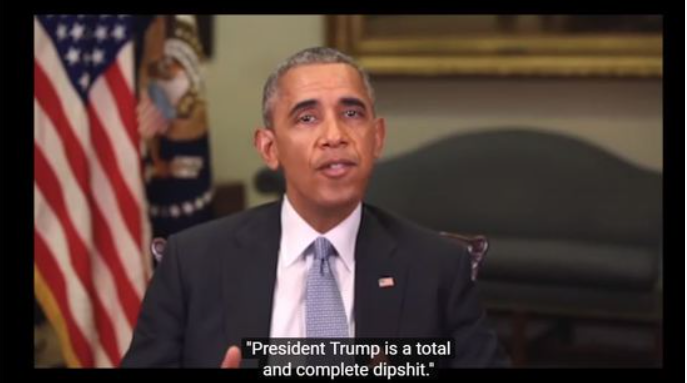 "President Trump is a total
and complete dipshit."